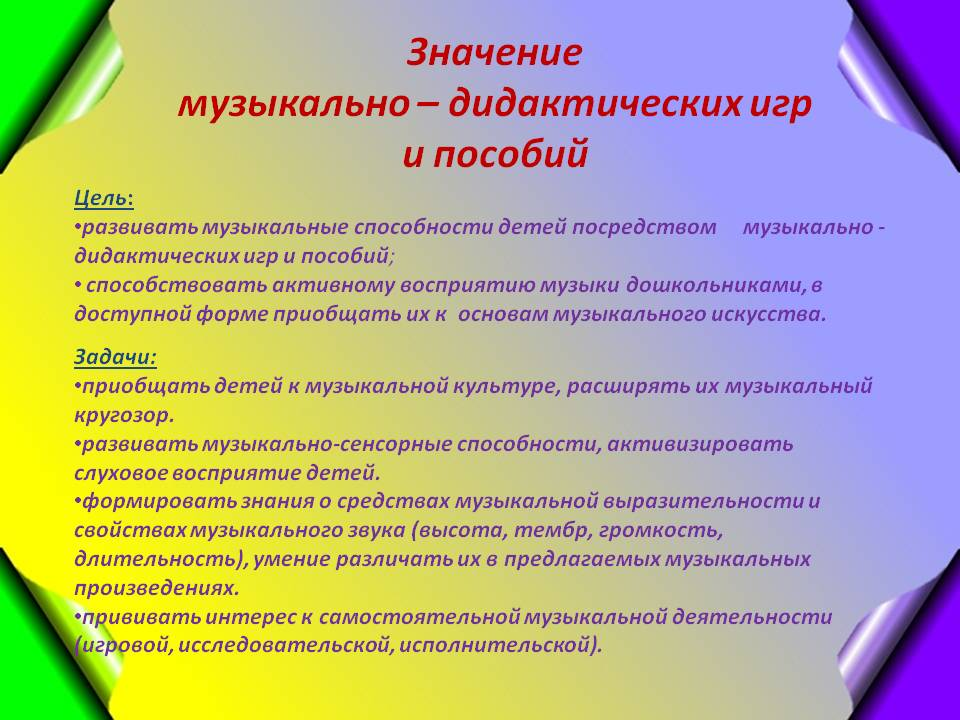 Значение
музыкально – дидактических игр
и пособий
Цель:
•развивать музыкальные способности детей посредством музыкально -
дидактических игр и пособий;
• способствовать активному восприятию музыки дошкольниками, в
доступной форме приобщать их к основам музыкального искусства.
Задачи:
•приобщать детей к музыкальной культуре, расширять их музыкальный
кругозор.
•развивать музыкально-сенсорные способности, активизировать
слуховое восприятие детей.
•формировать знания о средствах музыкальной выразительности и
свойствах музыкального звука (высота, тембр, громкость,
длительность), умение различать их в предлагаемых музыкальных
произведениях.
•прививать интерес к самостоятельной музыкальной деятельности
(игровой, исследовательской, исполнительской).